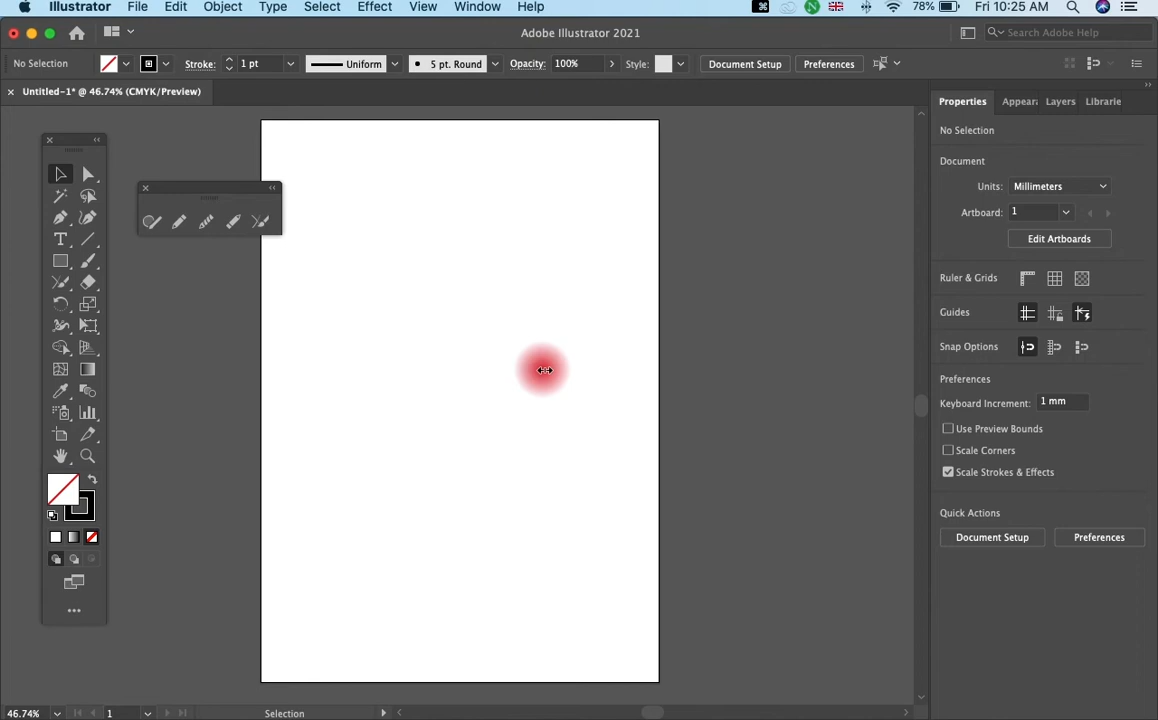 Illustrator File Edit Object Type Select Effect View Window Help 78% Fri 10:25 AM
Adobe Illustrator 2021 Search Adobe Help
No Selection Stroke: 1 pt Uniform 5 pt. Round Opacity: 100% Style: Document Setup Preferences
Untitled-1* @ 46.74% (CMYK/Preview)
Properties Appear Layers Librarie
No Selection
Document
Units: Millimeters
Artboard: 1
Edit Artboards
Ruler & Grids
Guides
Snap Options
Preferences
Keyboard Increment: 1 mm
Use Preview Bounds
Scale Corners
Scale Strokes & Effects
Quick Actions
Document Setup Preferences
46.74% 1 Selection